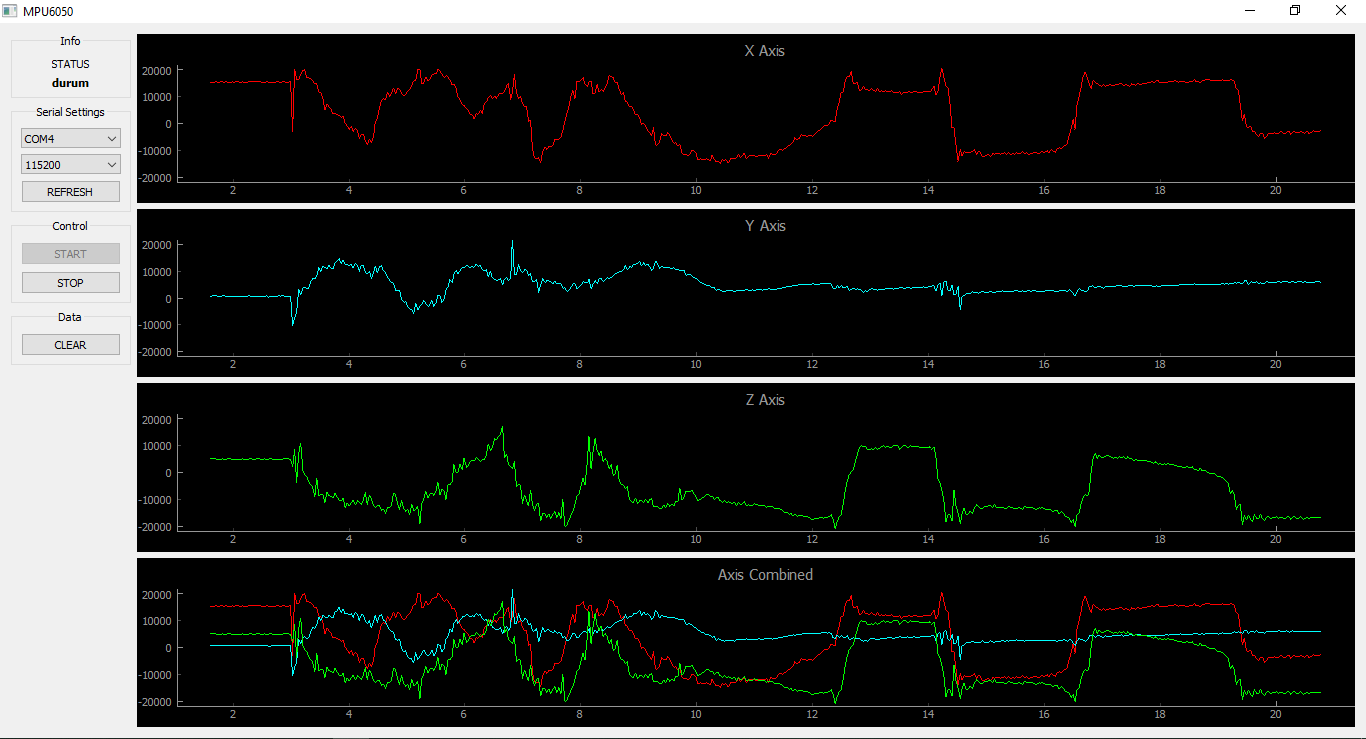 MPU6050
Info
STATUS
durum
Serial Settings
COM4
115200
REFRESH
Control
START
STOP
Data
CLEAR
X Axis
20000
10000
0
-10000
-20000
2 4 6 8 10 12 14 16 18 20
Y Axis
20000
10000
0
-10000
-20000
2 4 6 8 10 12 14 16 18 20
Z Axis
20000
10000
0
-10000
-20000
2 4 6 8 10 12 14 16 18 20
Axis Combined
20000
10000
0
-10000
-20000
2 4 6 8 10 12 14 16 18 20